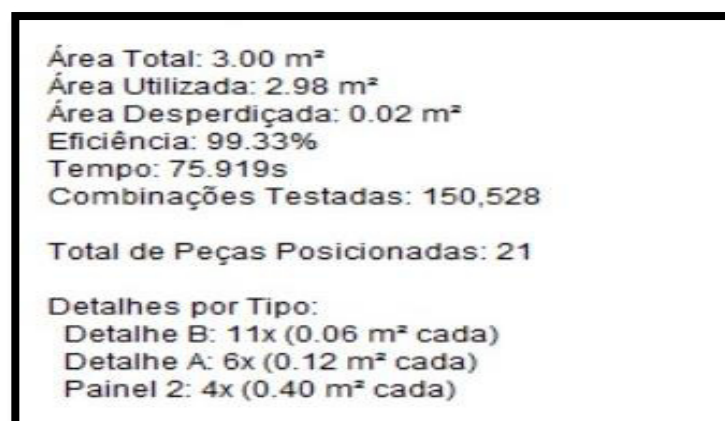 Área Total: 3.00 m²
Área Utilizada: 2.98 m²
Área Desperdiçada: 0.02 m²
Eficiência: 99.33%
Tempo: 75.919s
Combinações Testadas: 150,528
Total de Peças Posicionadas: 21
Detalhes por Tipo:
Detalhe B: 11x (0.06 m² cada)
Detalhe A: 6x (0.12 m² cada)
Painel 2: 4x (0.40 m² cada)